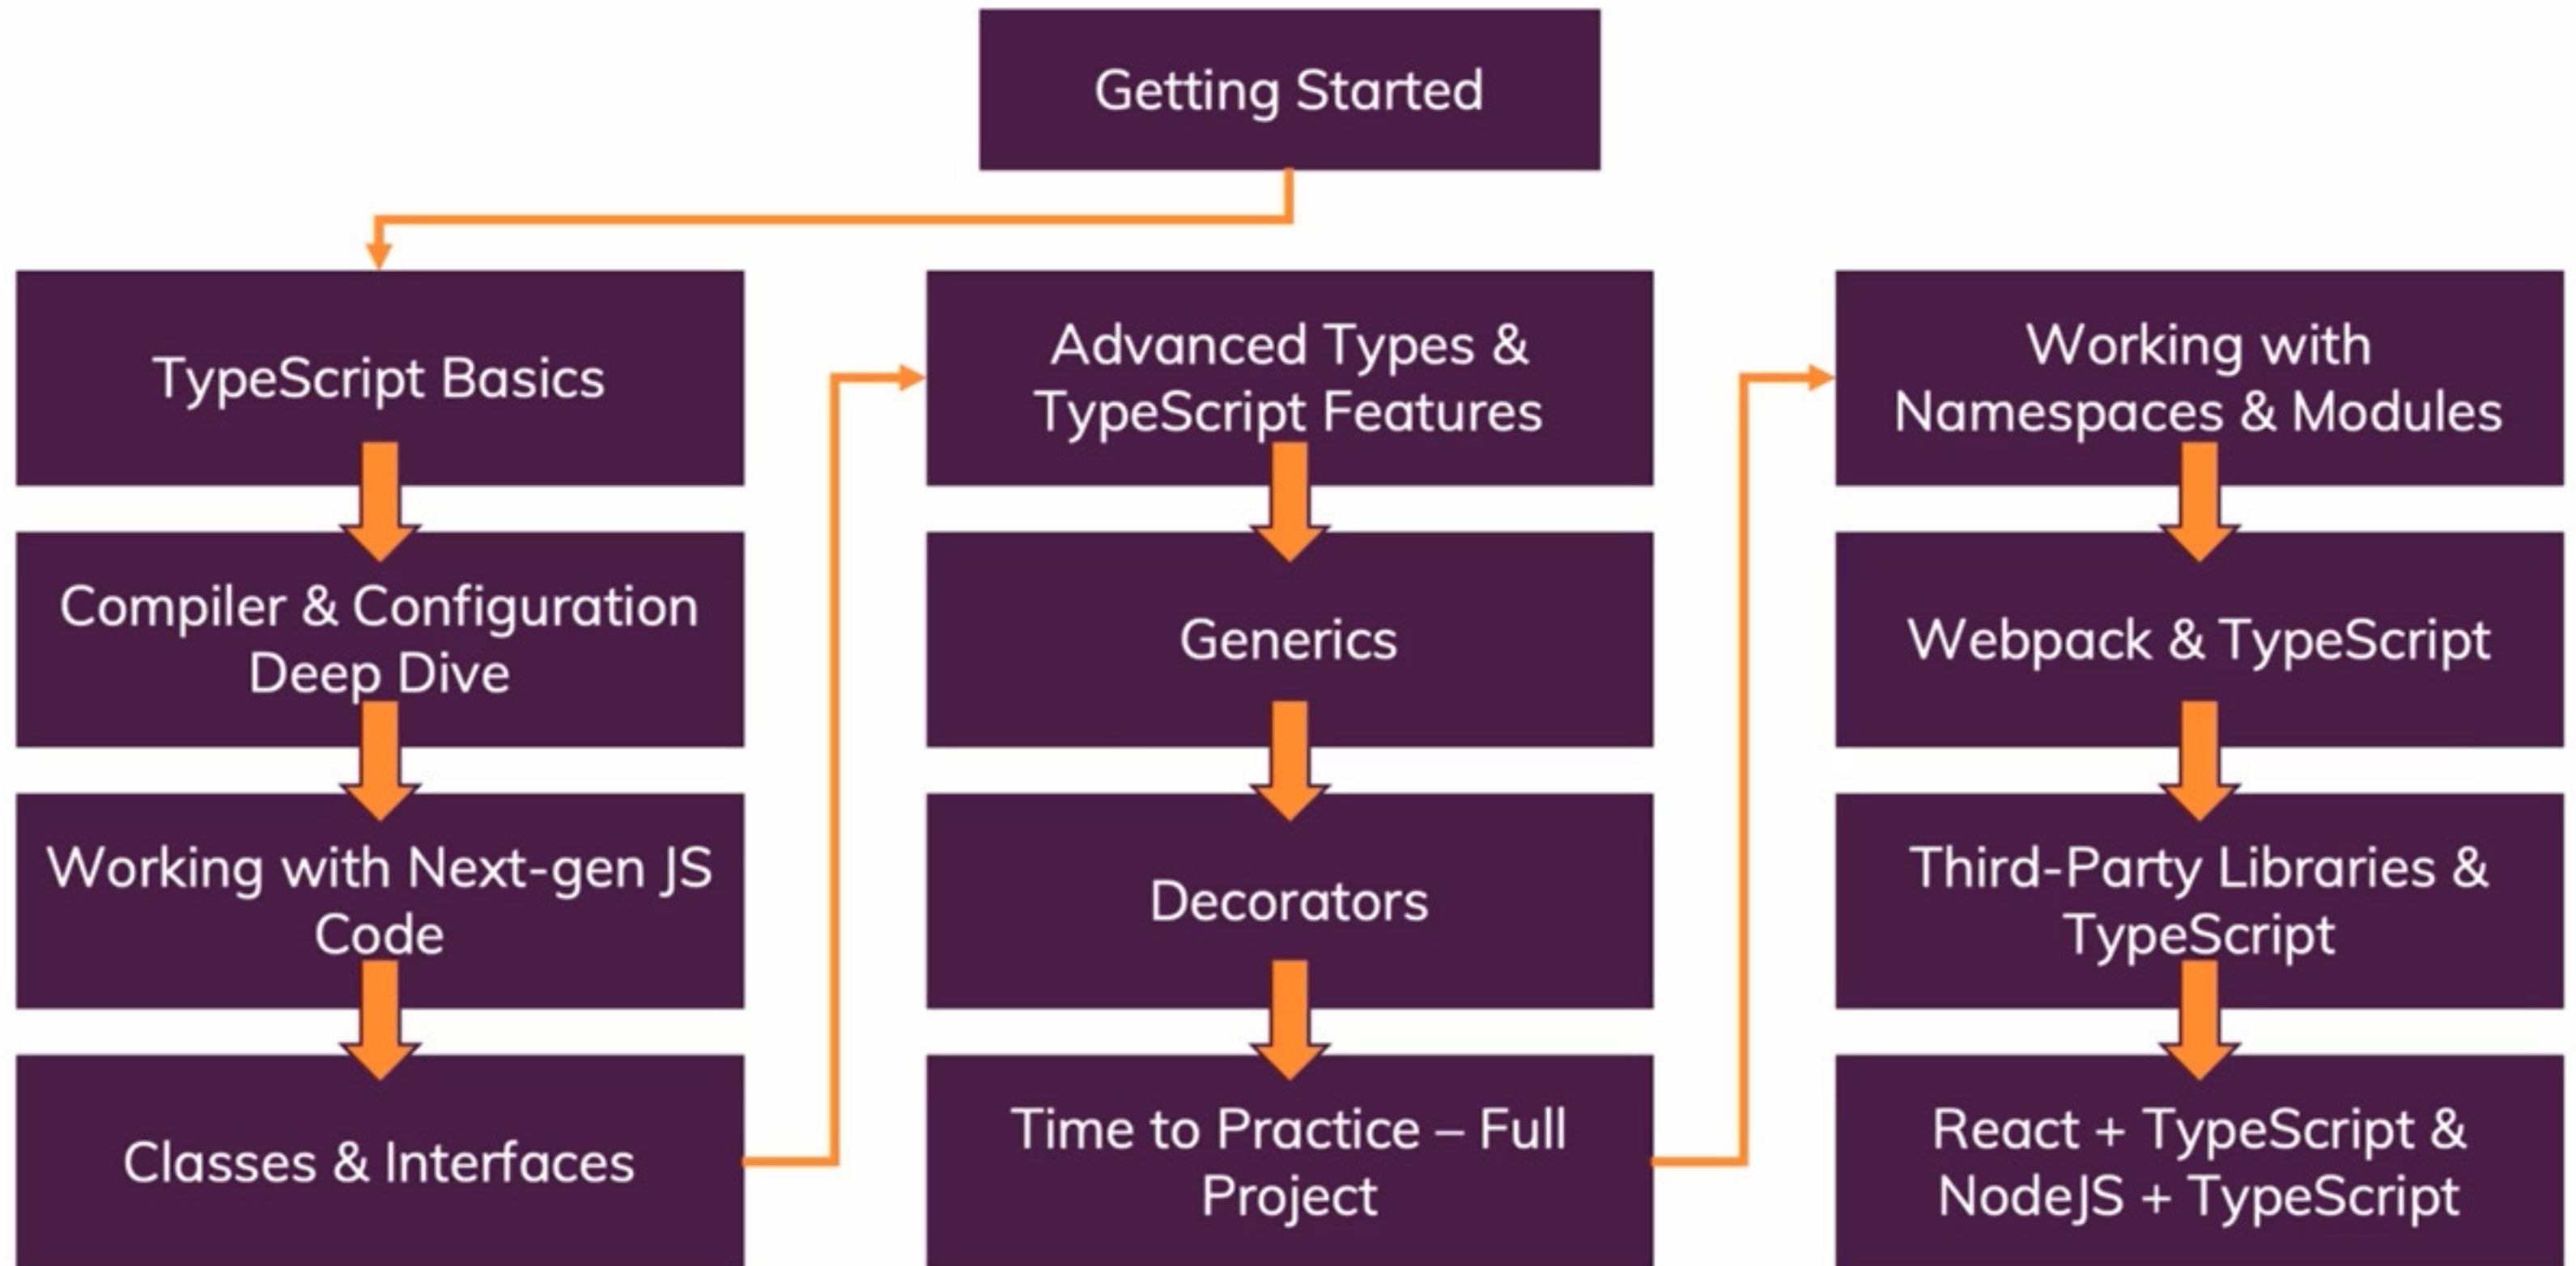 Getting Started
TypeScript Basics
Compiler & Configuration
Deep Dive
Working with Next-gen JS
Code
Classes & Interfaces
Advanced Types &
TypeScript Features
Generics
Decorators
Time to Practice – Full
Project
Working with
Namespaces & Modules
Webpack & TypeScript
Third-Party Libraries &
TypeScript
React + TypeScript &
NodeJS + TypeScript